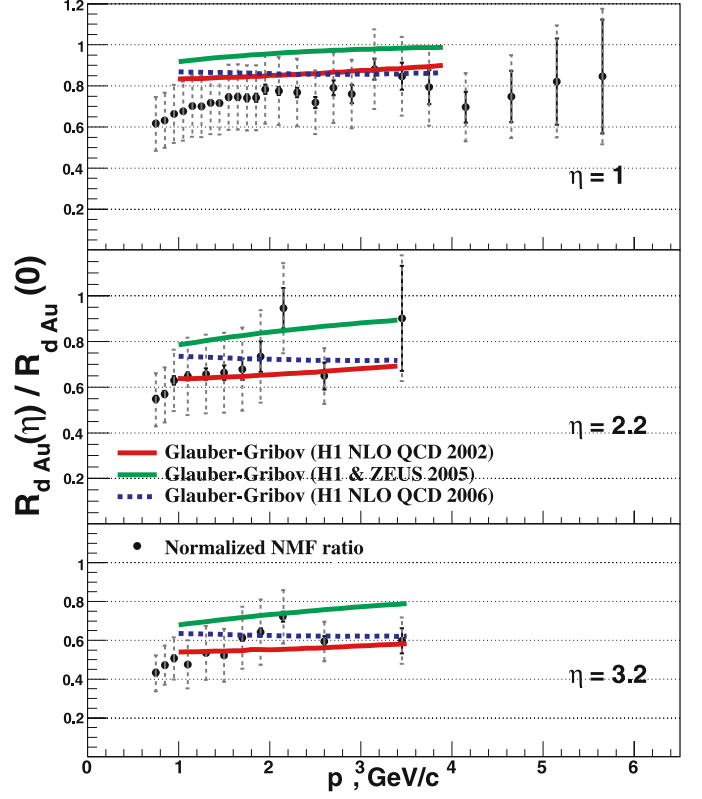 R_d Au(η) / R_d Au(0)
1.2
1
0.8
0.6
0.4
0.2
η = 1
1
0.8
0.6
0.4
0.2
η = 2.2
Glauber-Gribov (H1 NLO QCD 2002)
Glauber-Gribov (H1 & ZEUS 2005)
Glauber-Gribov (H1 NLO QCD 2006)
Normalized NMF ratio
1
0.8
0.6
0.4
0.2
η = 3.2
0 1 2 3 4 5 6
p , GeV/c